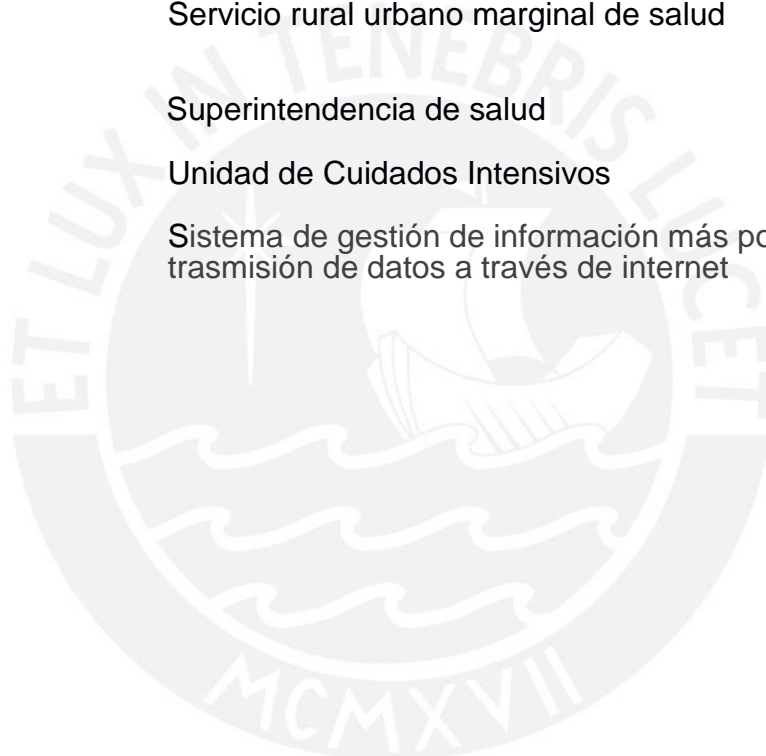 Servicio rural urbano marginal de salud
Superintendencia de salud
Unidad de Cuidados Intensivos
Sistema de gestión de información más
trasmisión de datos a través de internet
ET LUX IN TENEBRIS LUCET
MCMXVII